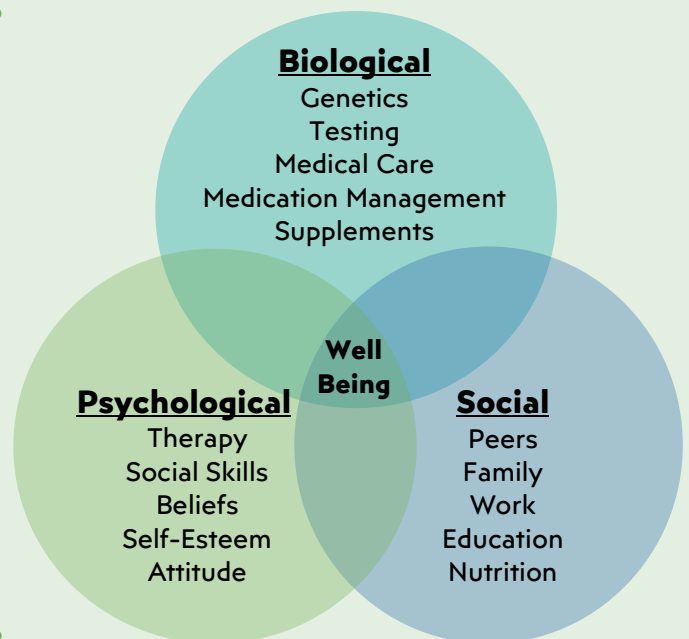 Biological
Genetics
Testing
Medical Care
Medication Management
Supplements
Well
Being
Psychological
Therapy
Social Skills
Beliefs
Self-Esteem
Attitude
Social
Peers
Family
Work
Education
Nutrition